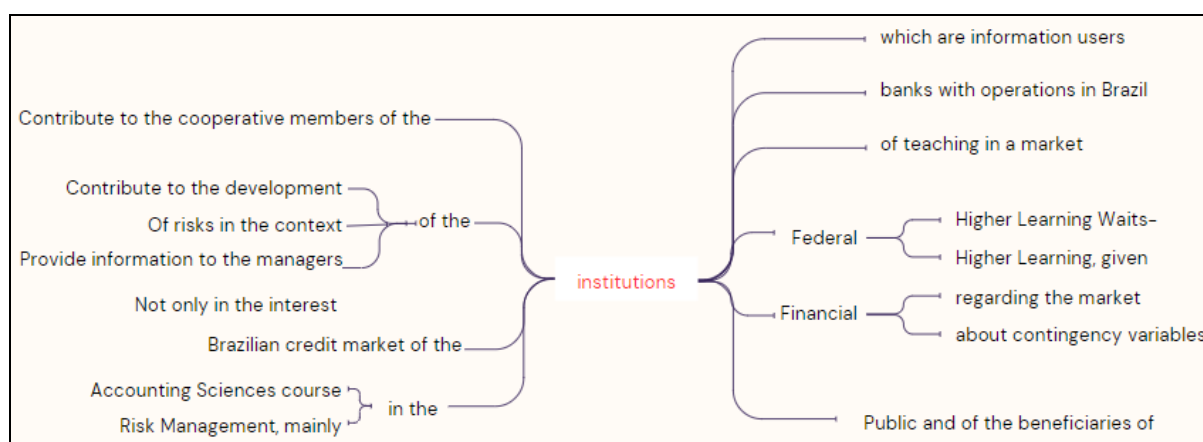 Contribute to the cooperative members of the
Contribute to the development
Of risks in the context
Provide information to the managers
of the
Not only in the interest
Brazilian credit market of the
Accounting Sciences course
Risk Management, mainly
in the
institutions
which are information users
banks with operations in Brazil
of teaching in a market
Federal
Higher Learning Waits-
Higher Learning, given
Financial
regarding the market
about contingency variables
Public and of the beneficiaries of